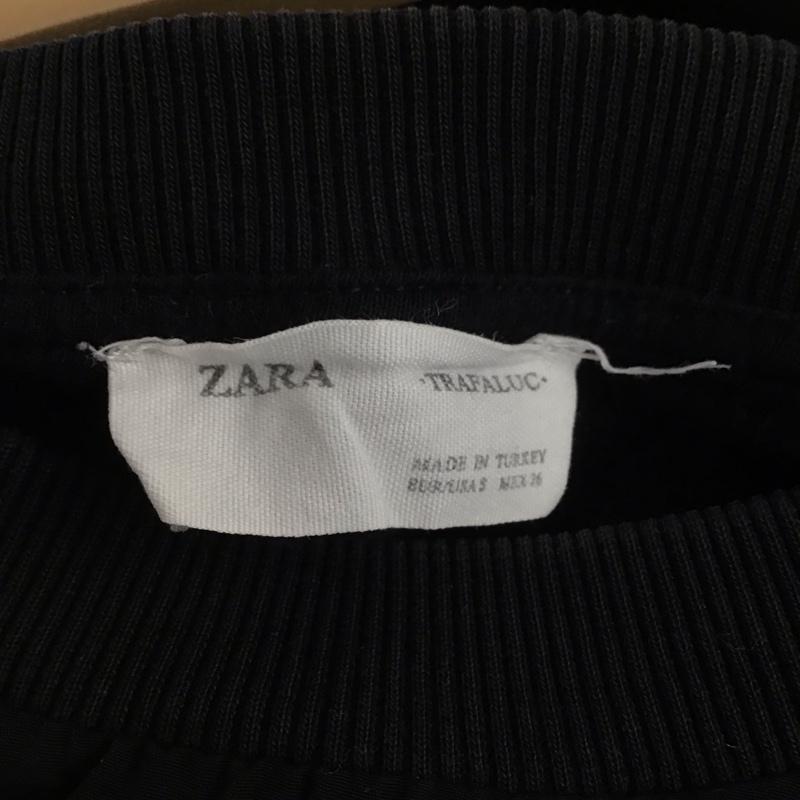 ZARA ·TRAFALUC·
MADE IN TURKEY
EUR/USA S MEX 26